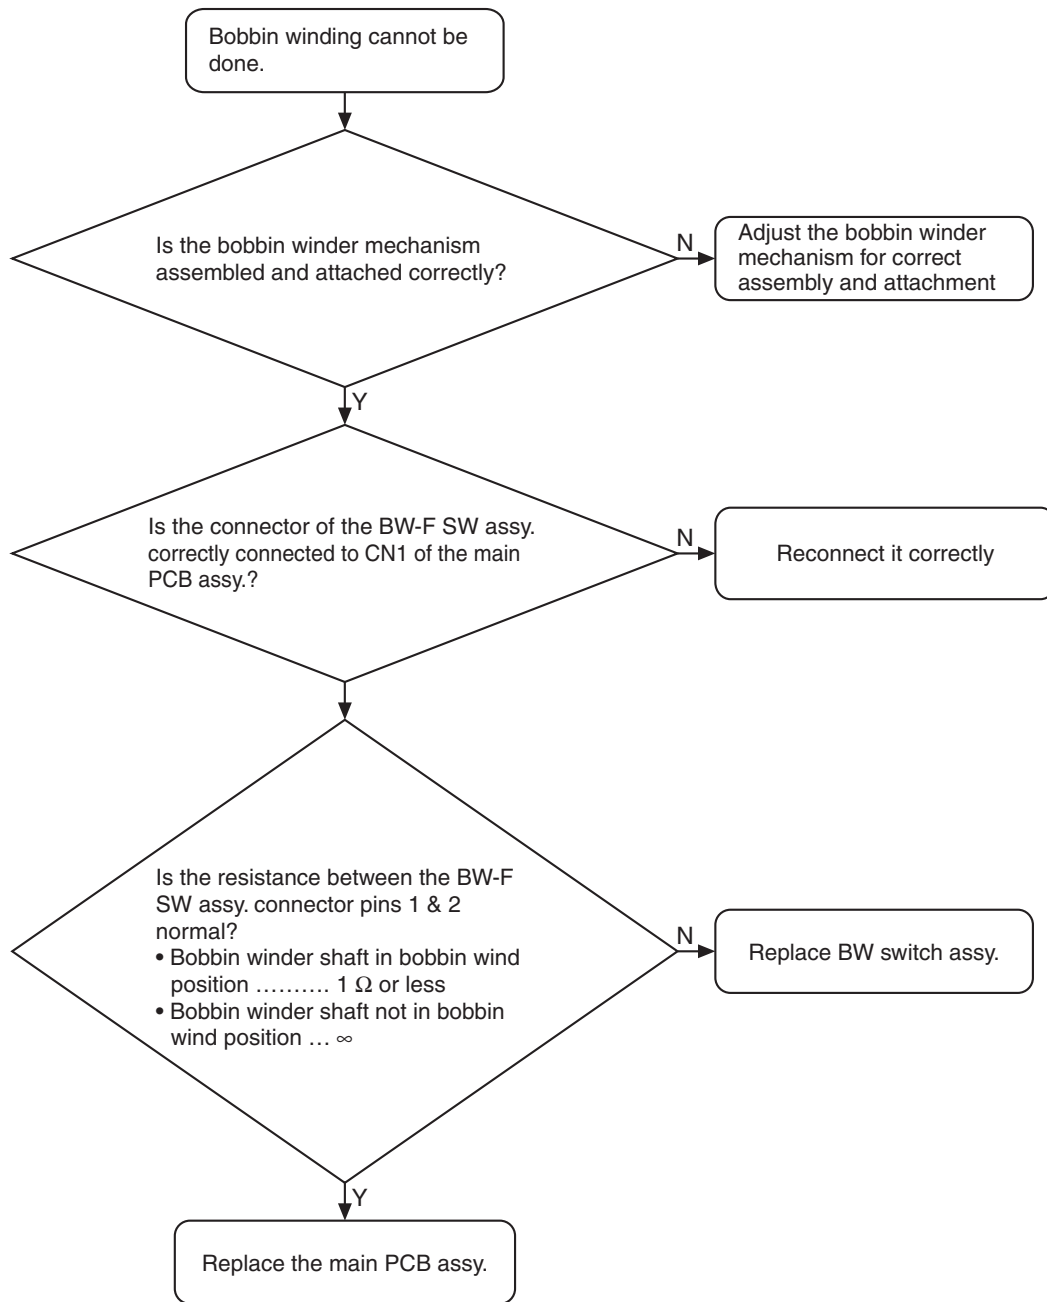 Bobbin winding cannot be
done.
Is the bobbin winder mechanism
assembled and attached correctly?
N
Adjust the bobbin winder
mechanism for correct
assembly and attachment
Y
Is the connector of the BW-F SW assy.
correctly connected to CN1 of the main
PCB assy.?
N
Reconnect it correctly
Is the resistance between the BW-F
SW assy. connector pins 1 & 2
normal?
• Bobbin winder shaft in bobbin wind
position ………. 1 Ω or less
• Bobbin winder shaft not in bobbin
wind position … ∞
N
Replace BW switch assy.
Y
Replace the main PCB assy.